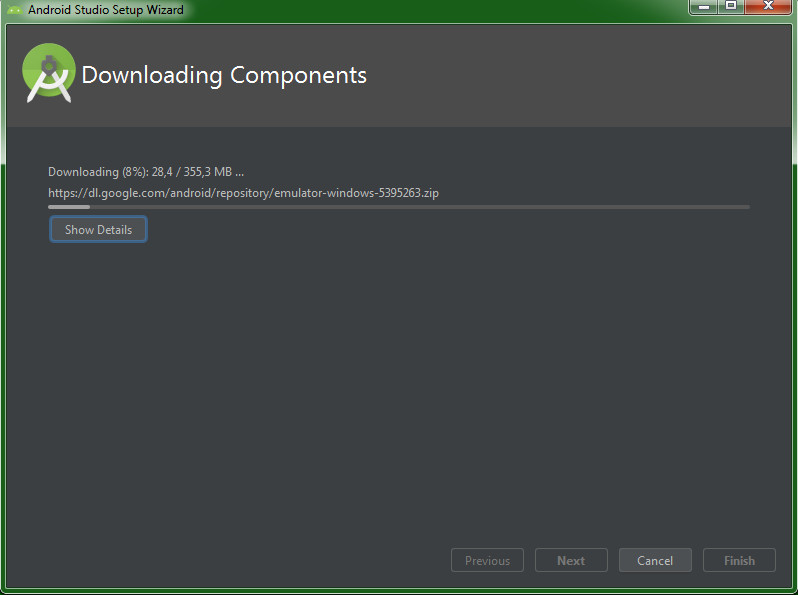 Android Studio Setup Wizard
Downloading Components
Downloading (8%): 28,4 / 355,3 MB ...
https://dl.google.com/android/repository/emulator-windows-5395263.zip
Show Details
Previous Next Cancel Finish